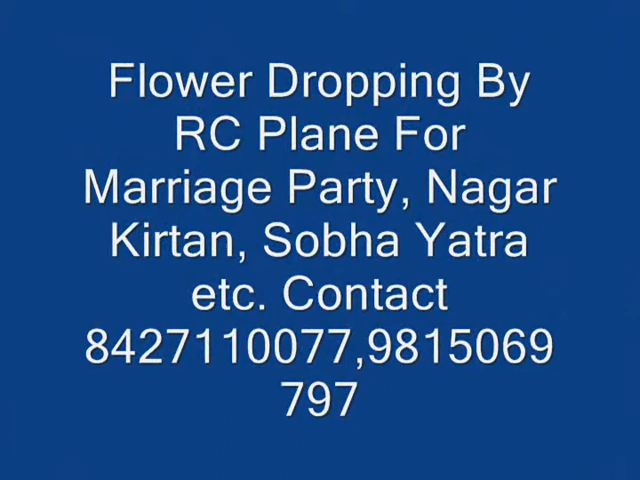 Flower Dropping By
RC Plane For
Marriage Party, Nagar
Kirtan, Sobha Yatra
etc. Contact
8427110077,9815069
797